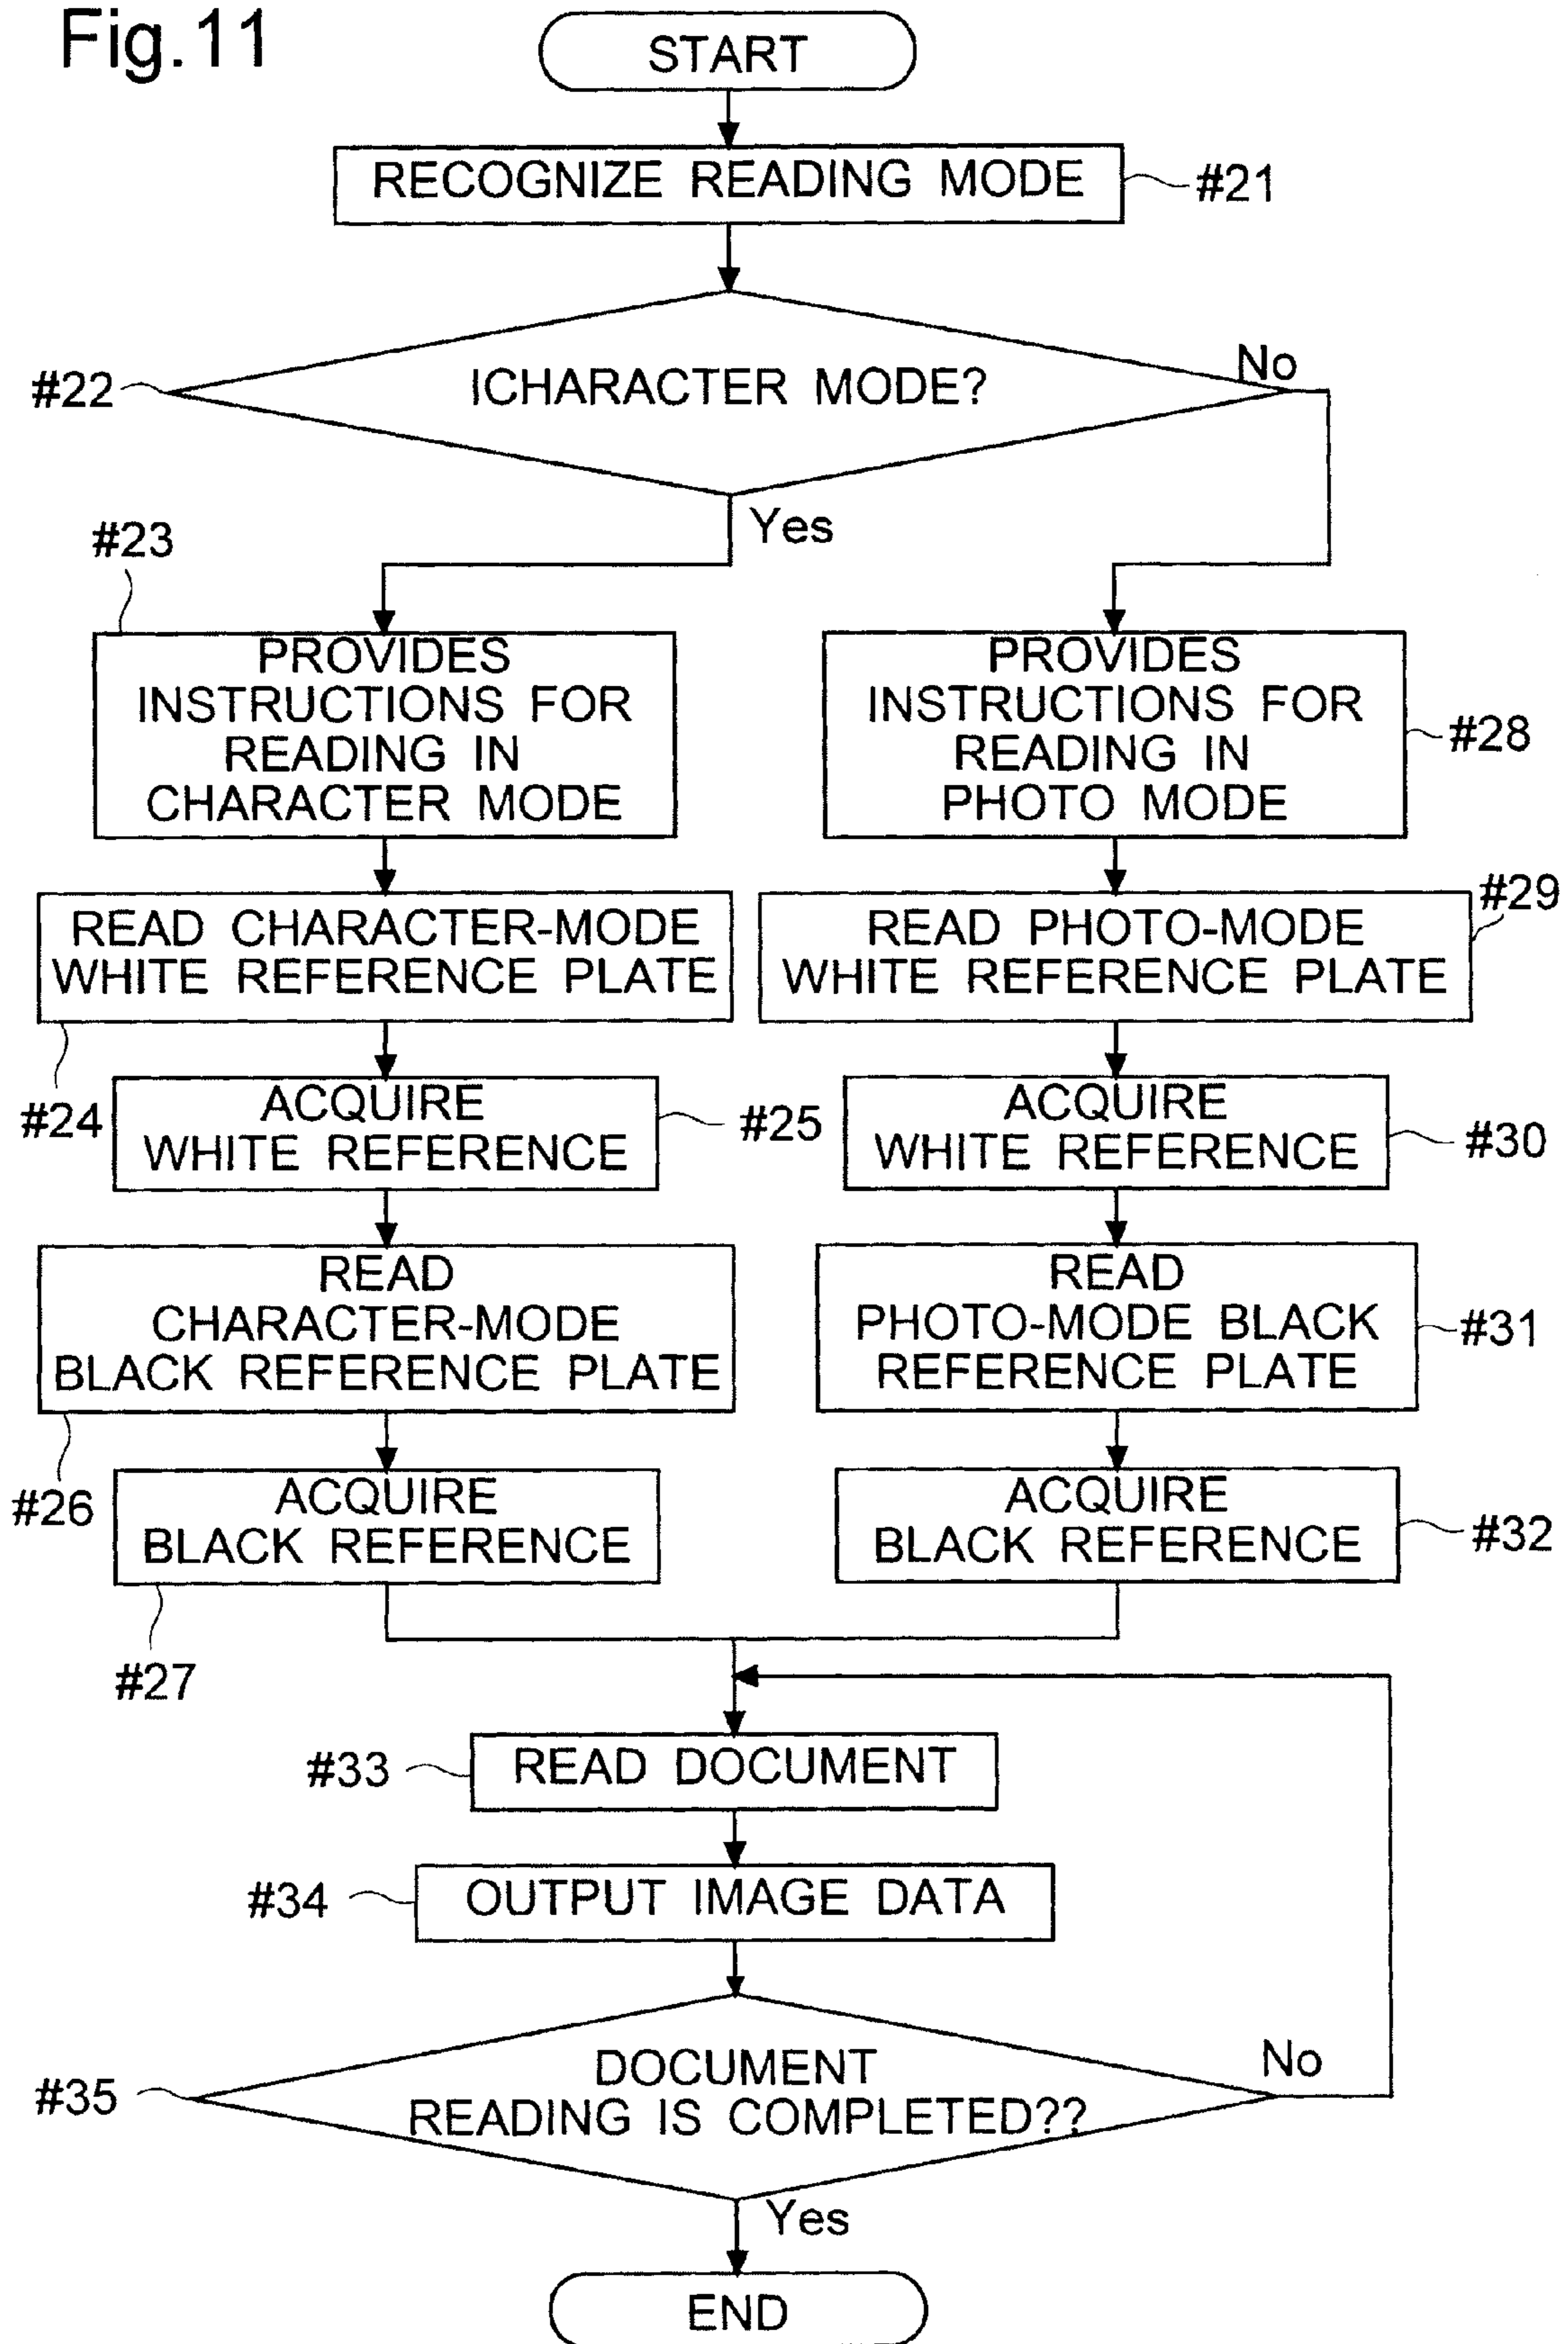 Fig.11
START
RECOGNIZE READING MODE
#21
#22
ICHARACTER MODE?
No
Yes
#23
PROVIDES
INSTRUCTIONS FOR
READING IN
CHARACTER MODE
PROVIDES
INSTRUCTIONS FOR
READING IN
PHOTO MODE
#28
READ CHARACTER-MODE
WHITE REFERENCE PLATE
#24
READ PHOTO-MODE
WHITE REFERENCE PLATE
#29
ACQUIRE
WHITE REFERENCE
#25
ACQUIRE
WHITE REFERENCE
#30
READ
CHARACTER-MODE
BLACK REFERENCE PLATE
#26
READ
PHOTO-MODE BLACK
REFERENCE PLATE
#31
ACQUIRE
BLACK REFERENCE
#27
ACQUIRE
BLACK REFERENCE
#32
#33
READ DOCUMENT
#34
OUTPUT IMAGE DATA
#35
DOCUMENT
READING IS COMPLETED??
No
Yes
END